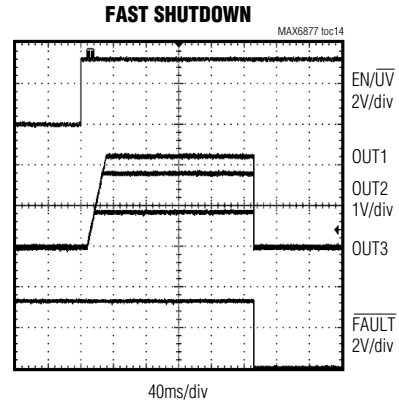 FAST SHUTDOWN
MAX6877 toc14
EN/UV
2V/div
OUT1
OUT2
1V/div
OUT3
FAULT
2V/div
40ms/div